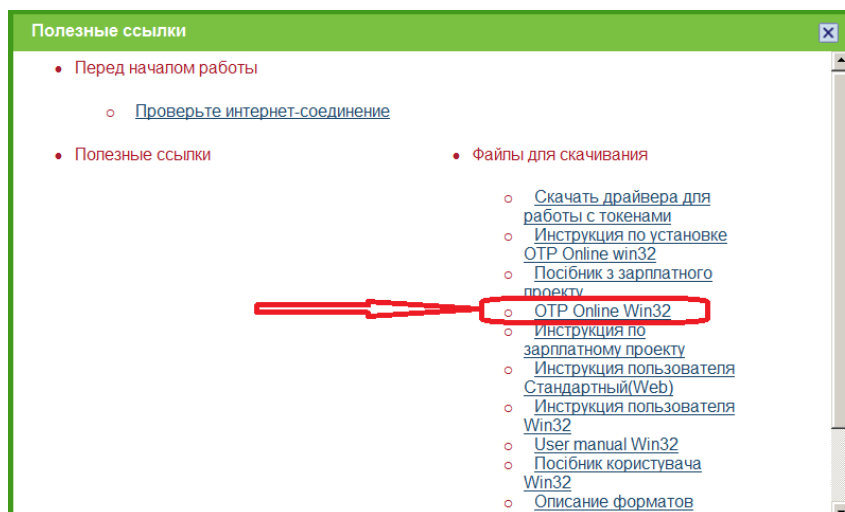 Полезные ссылки
Перед началом работы
Проверьте интернет-соединение
Полезные ссылки
Файлы для скачивания
Скачать драйвера для
работы с токенами
Инструкция по установке
OTP Online win32
Посібник з зарплатного
проекту
OTP Online Win32
Инструкция по
зарплатному проекту
Инструкция пользователя
Стандартный(Web)
Инструкция пользователя
Win32
User manual Win32
Посібник користувача
Win32
Описание форматов